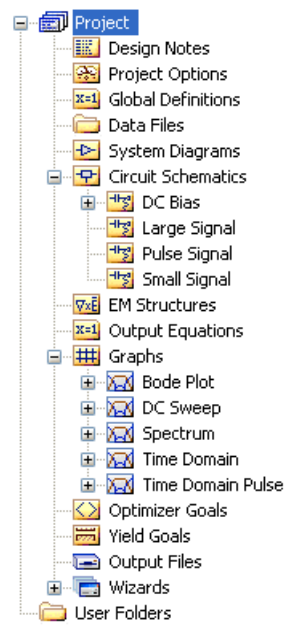 Project
Design Notes
Project Options
Global Definitions
Data Files
System Diagrams
Circuit Schematics
DC Bias
Large Signal
Pulse Signal
Small Signal
EM Structures
Output Equations
Graphs
Bode Plot
DC Sweep
Spectrum
Time Domain
Time Domain Pulse
Optimizer Goals
Yield Goals
Output Files
Wizards
User Folders